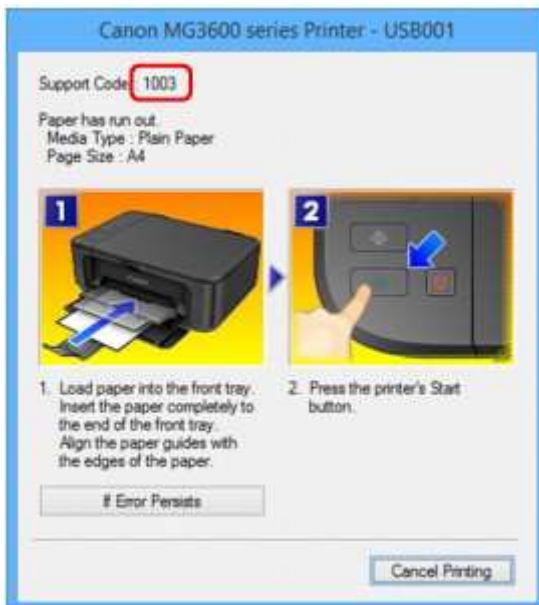 Canon MG3600 series Printer - USB001
Support Code : 1003
Paper has run out.
Media Type : Plain Paper
Page Size : A4
1
2
1. Load paper into the front tray.
Insert the paper completely to
the end of the front tray.
Align the paper guides with
the edges of the paper.
2. Press the printer's Start
button.
If Error Persists
Cancel Printing